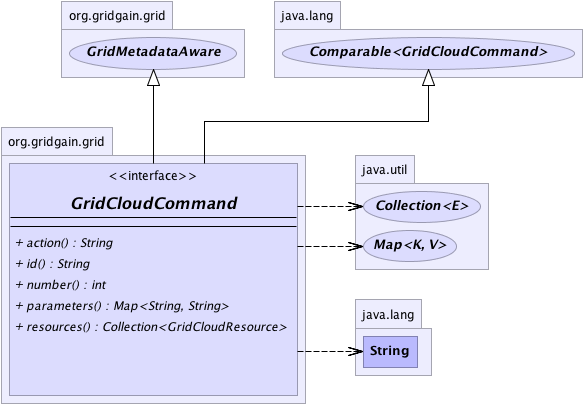 org.gridgain.grid
GridMetadataAware
java.lang
Comparable<GridCloudCommand>
org.gridgain.grid
<<interface>>
GridCloudCommand
+ action() : String
+ id() : String
+ number() : int
+ parameters() : Map<String, String>
+ resources() : Collection<GridCloudResource>
java.util
Collection<E>
Map<K, V>
java.lang
String